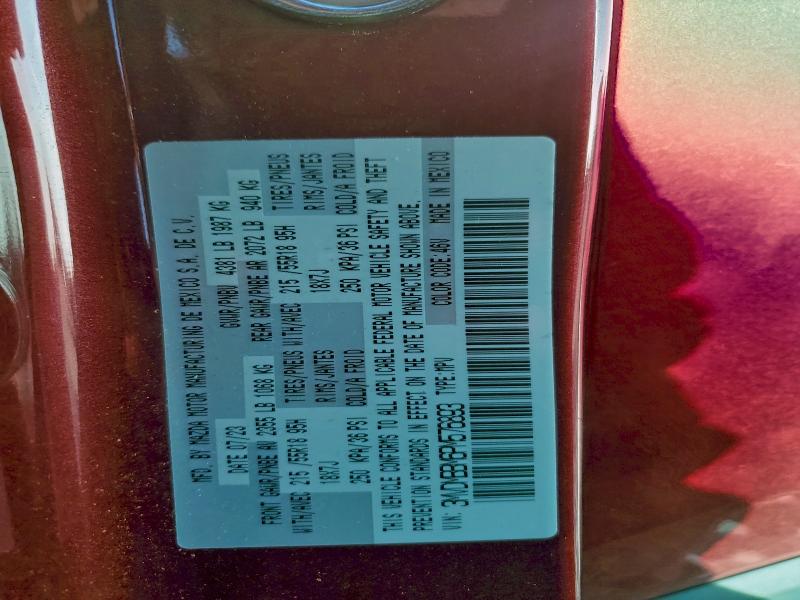 MFD. BY MAZDA MOTOR MANUFACTURING DE MEXICO S.A. DE C.V.
DATE 07/23 GVWR/PNBV 4381 LB 1987 KG
FRONT GAWR/PNBE AV 2355 LB 1068 KG REAR GAWR/PNBE AR 2072 LB 940 KG
WITH/AVEC 215/55R18 95H TIRES/PNEUS WITH/AVEC 215/55R18 95H TIRES/PNEUS
18X7J RIMS/JANTES 18X7J RIMS/JANTES
250 KPA/36 PSI COLD/A FROID 250 KPA/36 PSI COLD/A FROID
THIS VEHICLE CONFORMS TO ALL APPLICABLE FEDERAL MOTOR VEHICLE SAFETY AND THEFT
PREVENTION STANDARDS IN EFFECT ON THE DATE OF MANUFACTURE SHOWN ABOVE.
VIN: TYPE:MPV COLOR CODE:46V MADE IN MEXICO